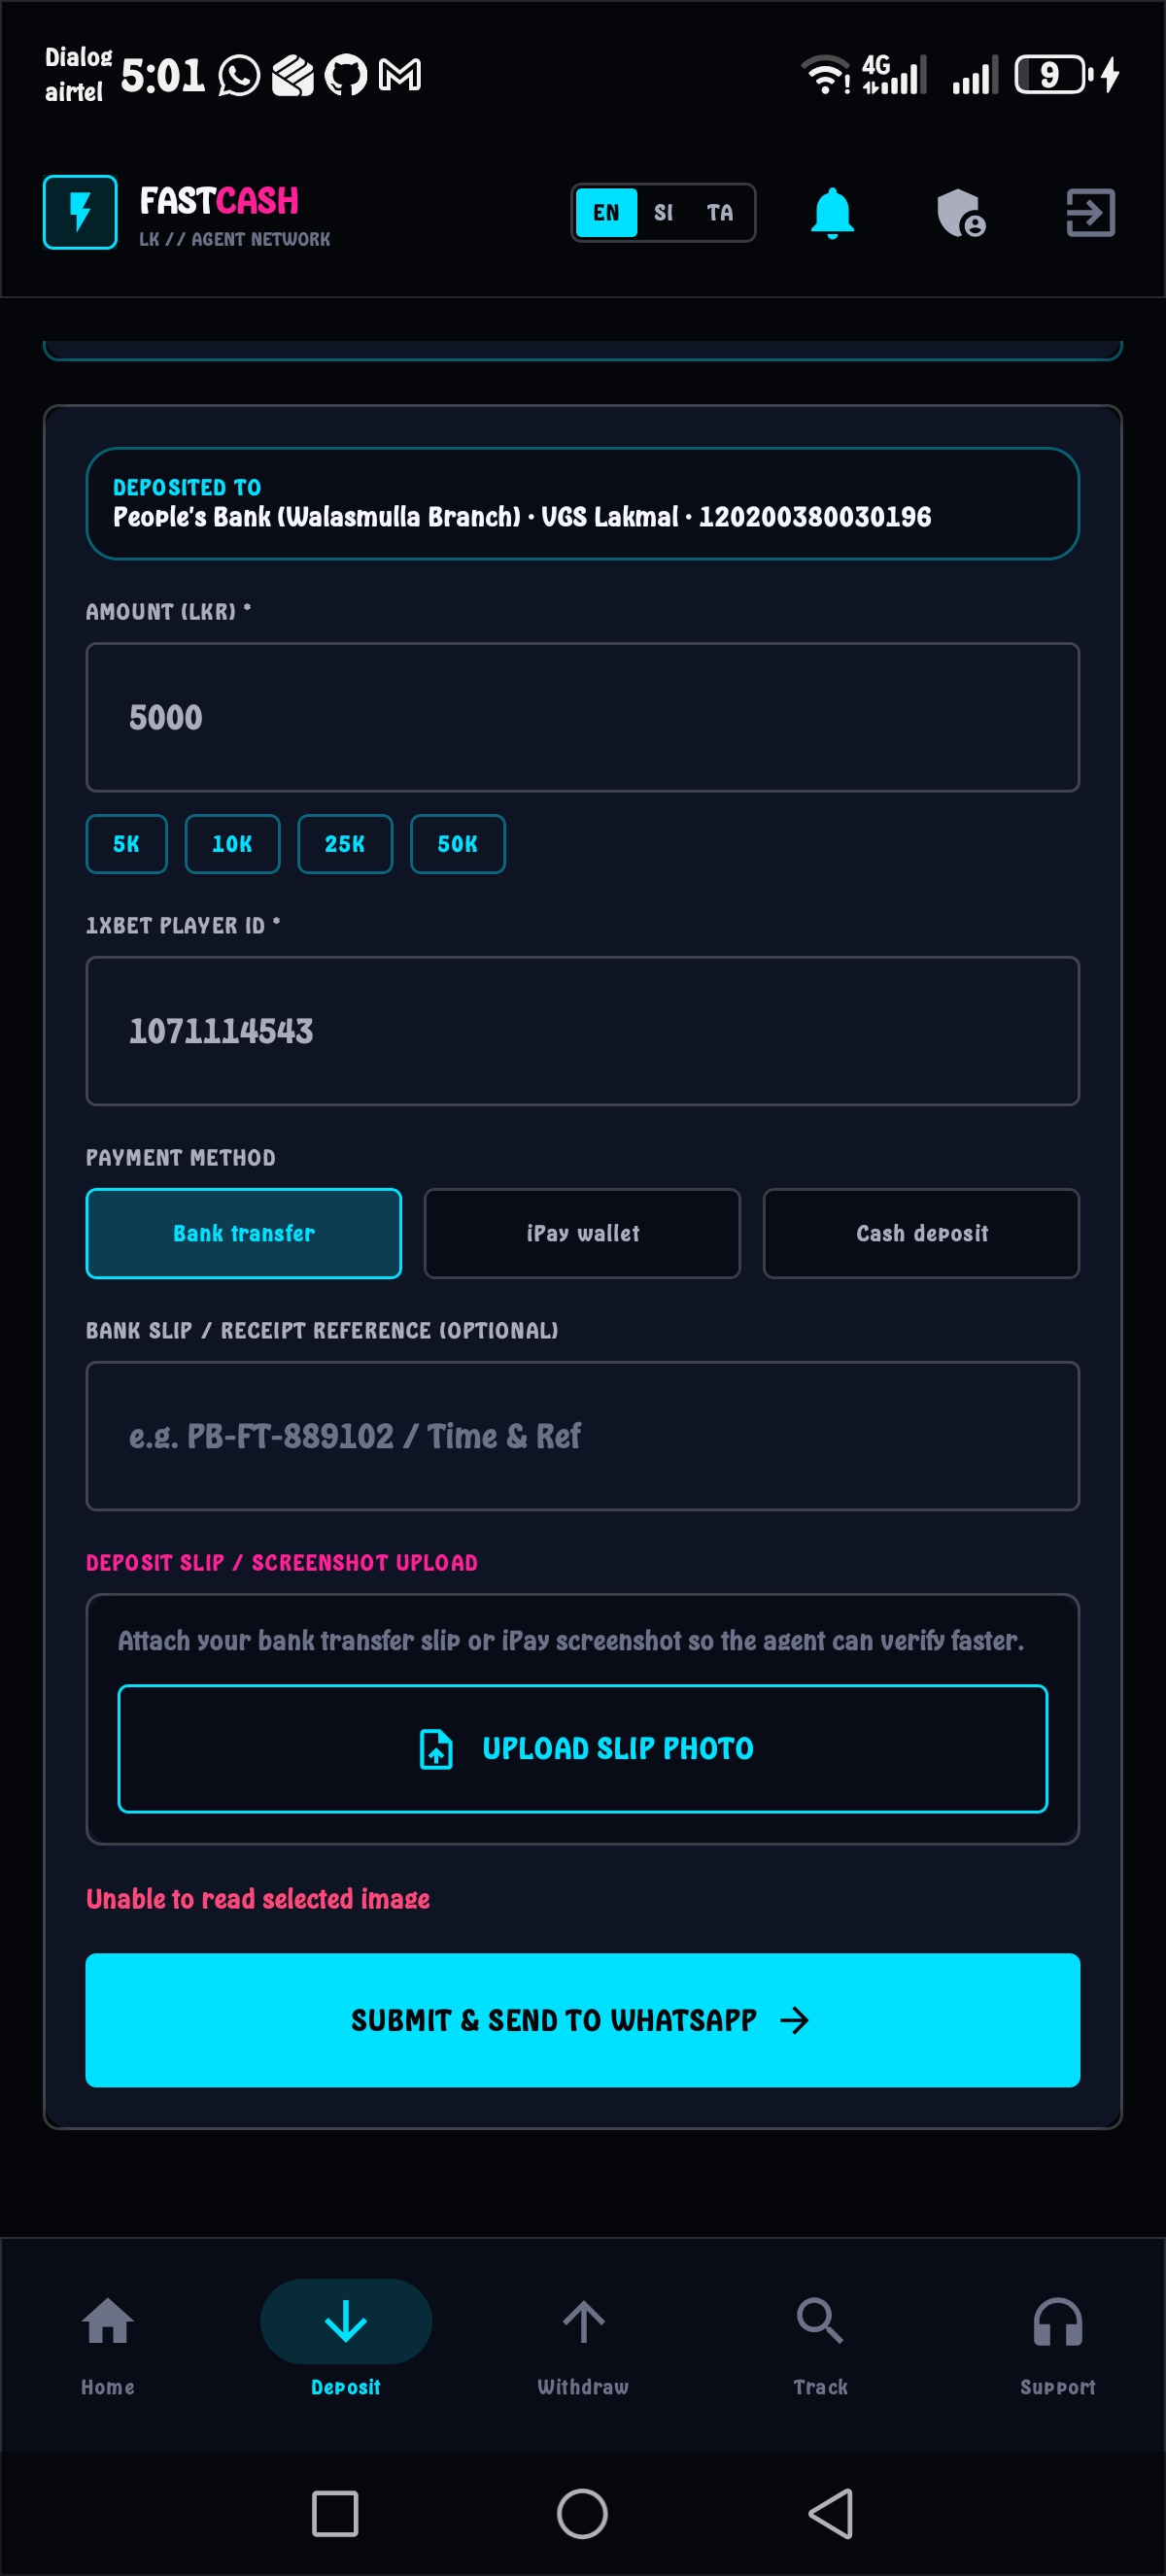 Dialog
airtel
5:01
4G
9
FASTCASH
LK // AGENT NETWORK
EN SI TA
DEPOSITED TO
People's Bank (Walasmulla Branch) · VGS Lakmal · 120200380030196
AMOUNT (LKR) *
5000
5K 10K 25K 50K
1XBET PLAYER ID *
1071114543
PAYMENT METHOD
Bank transfer iPay wallet Cash deposit
BANK SLIP / RECEIPT REFERENCE (OPTIONAL)
e.g. PB-FT-889102 / Time & Ref
DEPOSIT SLIP / SCREENSHOT UPLOAD
Attach your bank transfer slip or iPay screenshot so the agent can verify faster.
UPLOAD SLIP PHOTO
Unable to read selected image
SUBMIT & SEND TO WHATSAPP
Home Deposit Withdraw Track Support